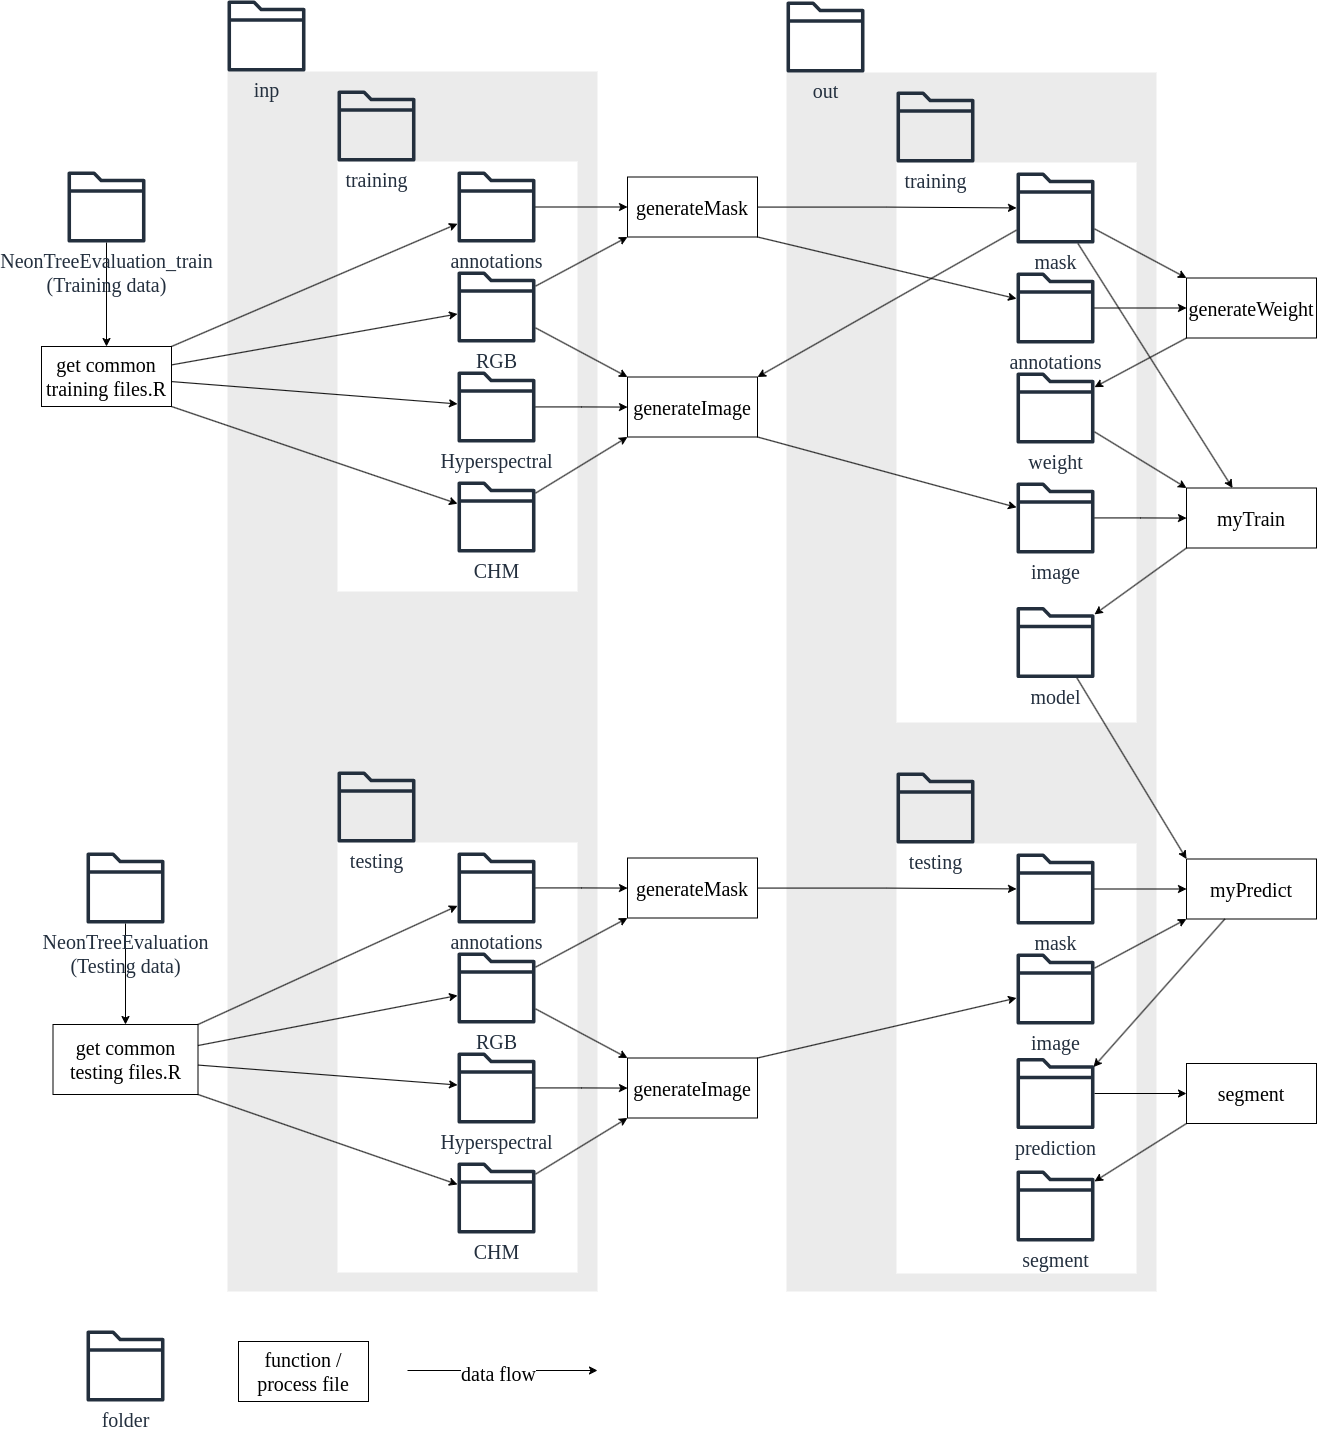 inp
out
training
training
NeonTreeEvaluation_train
(Training data)
annotations
generateMask
mask
get common
training files.R
RGB
generateImage
annotations
generateWeight
Hyperspectral
weight
CHM
image
myTrain
model
testing
testing
NeonTreeEvaluation
(Testing data)
annotations
generateMask
mask
myPredict
get common
testing files.R
RGB
generateImage
image
Hyperspectral
prediction
segment
CHM
segment
folder
function /
process file
data flow